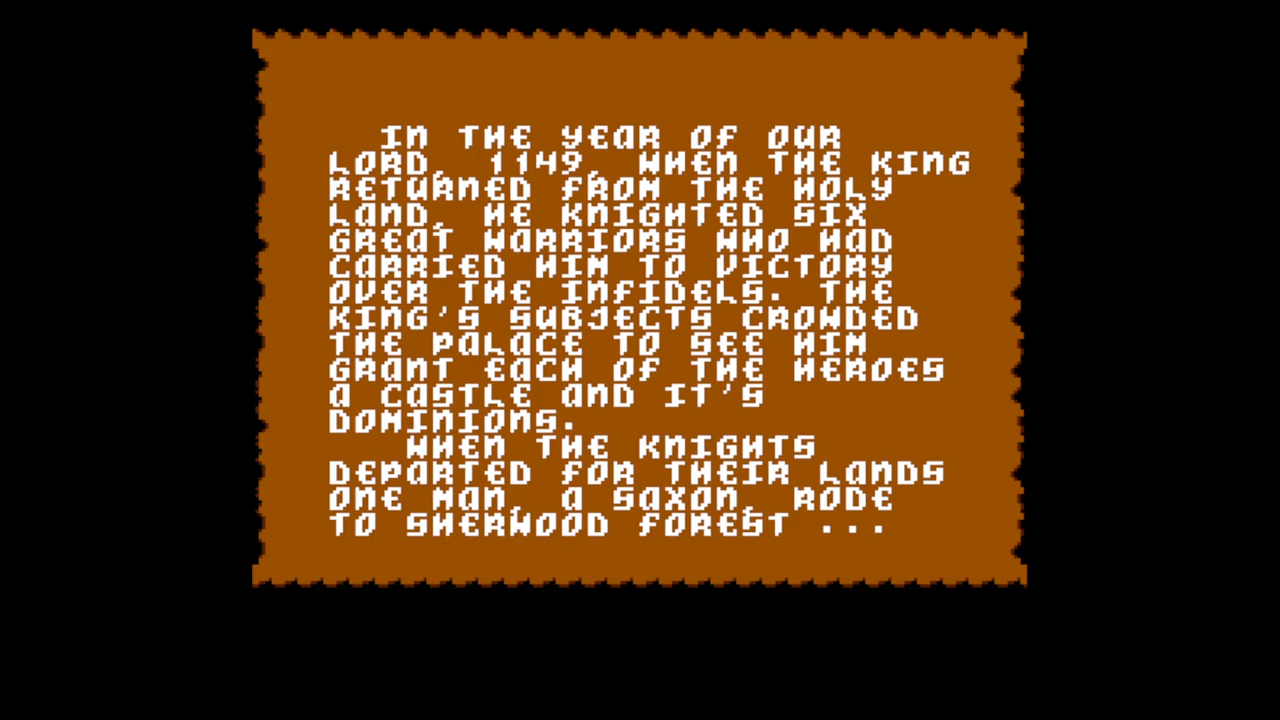 IN THE YEAR OF OUR
LORD, 1149, WHEN THE KING
RETURNED FROM THE HOLY
LAND, HE KNIGHTED SIX
GREAT WARRIORS WHO HAD
CARRIED HIM TO VICTORY
OVER THE INFIDELS. THE
KING'S SUBJECTS CROWDED
THE PALACE TO SEE HIM
GRANT EACH OF THE HEROES
A CASTLE AND IT'S
DOMINIONS.
WHEN THE KNIGHTS
DEPARTED FOR THEIR LANDS
ONE MAN, A SAXON, RODE
TO SHERWOOD FOREST ...